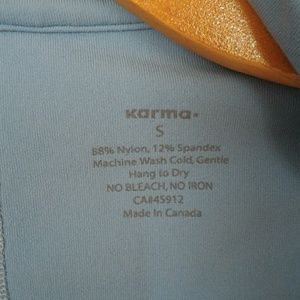 karma.
S
88% Nylon, 12% Spandex
Machine Wash Cold, Gentle
Hang to Dry
NO BLEACH, NO IRON
CA#45912
Made In Canada